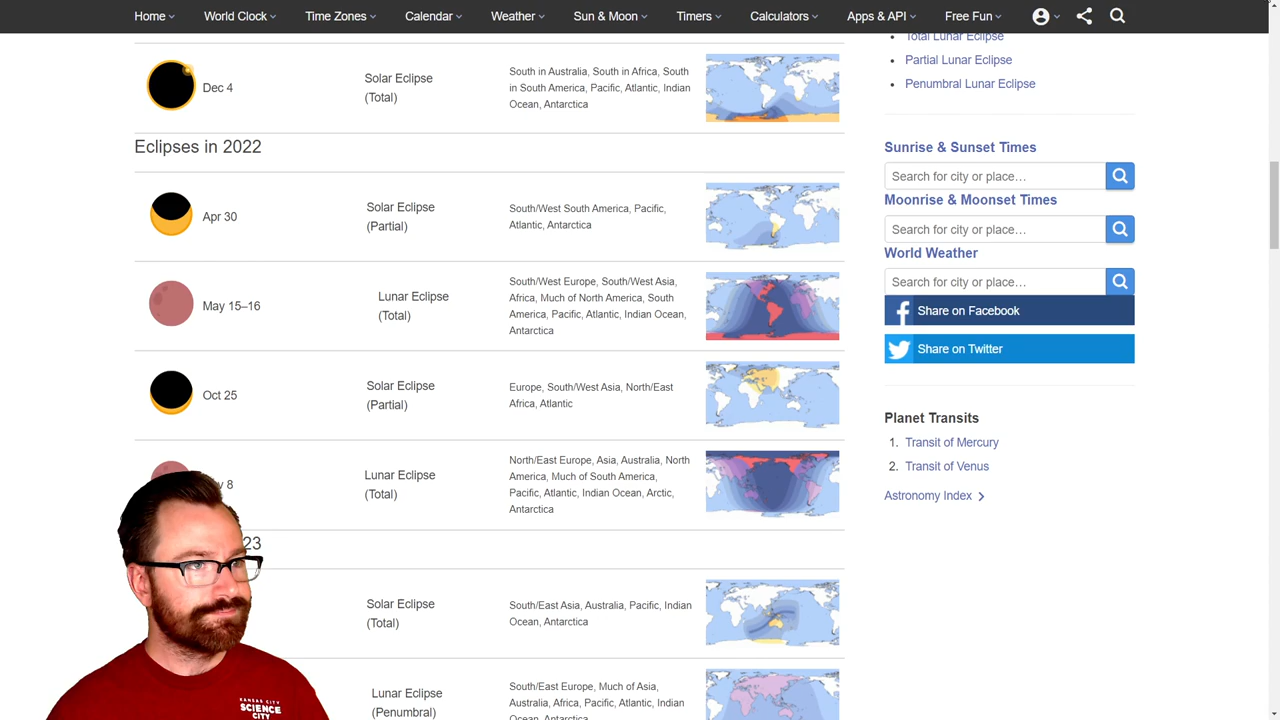 Home World Clock Time Zones Calendar Weather Sun & Moon Timers Calculators Apps & API Free Fun
Total Lunar Eclipse
Partial Lunar Eclipse
Penumbral Lunar Eclipse
Dec 4
Solar Eclipse
(Total)
South in Australia, South in Africa, South
in South America, Pacific, Atlantic, Indian
Ocean, Antarctica
Eclipses in 2022
Apr 30
Solar Eclipse
(Partial)
South/West South America, Pacific,
Atlantic, Antarctica
May 15–16
Lunar Eclipse
(Total)
South/West Europe, South/West Asia,
Africa, Much of North America, South
America, Pacific, Atlantic, Indian Ocean,
Antarctica
Oct 25
Solar Eclipse
(Partial)
Europe, South/West Asia, North/East
Africa, Atlantic
8
Lunar Eclipse
(Total)
North/East Europe, Asia, Australia, North
America, Much of South America,
Pacific, Atlantic, Indian Ocean, Arctic,
Antarctica
23
Solar Eclipse
(Total)
South/East Asia, Australia, Pacific, Indian
Ocean, Antarctica
Lunar Eclipse
(Penumbral)
South/East Europe, Much of Asia,
Australia, Africa, Pacific, Atlantic, Indian
Ocean, Antarctica
Sunrise & Sunset Times
Search for city or place…
Moonrise & Moonset Times
Search for city or place…
World Weather
Search for city or place…
Share on Facebook
Share on Twitter
Planet Transits
1. Transit of Mercury
2. Transit of Venus
Astronomy Index
KANSAS CITY
SCIENCE
CITY